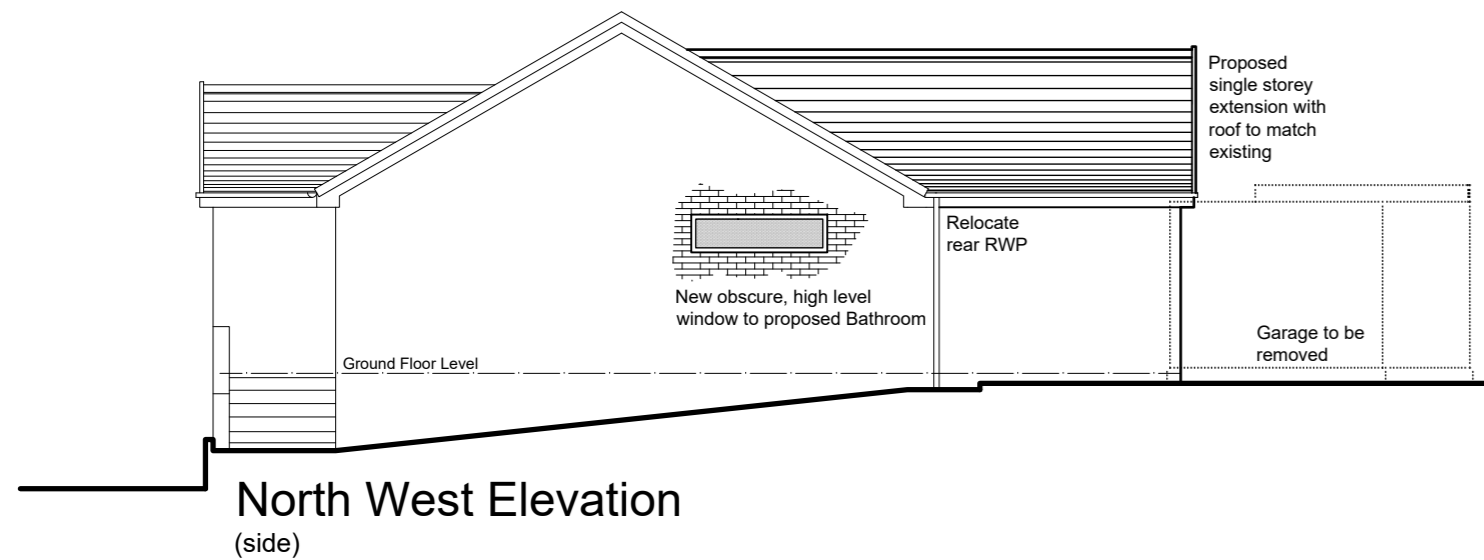 Proposed
single storey
extension with
roof to match
existing
Relocate
rear RWP
New obscure, high level
window to proposed Bathroom
Garage to be
removed
Ground Floor Level
North West Elevation
(side)